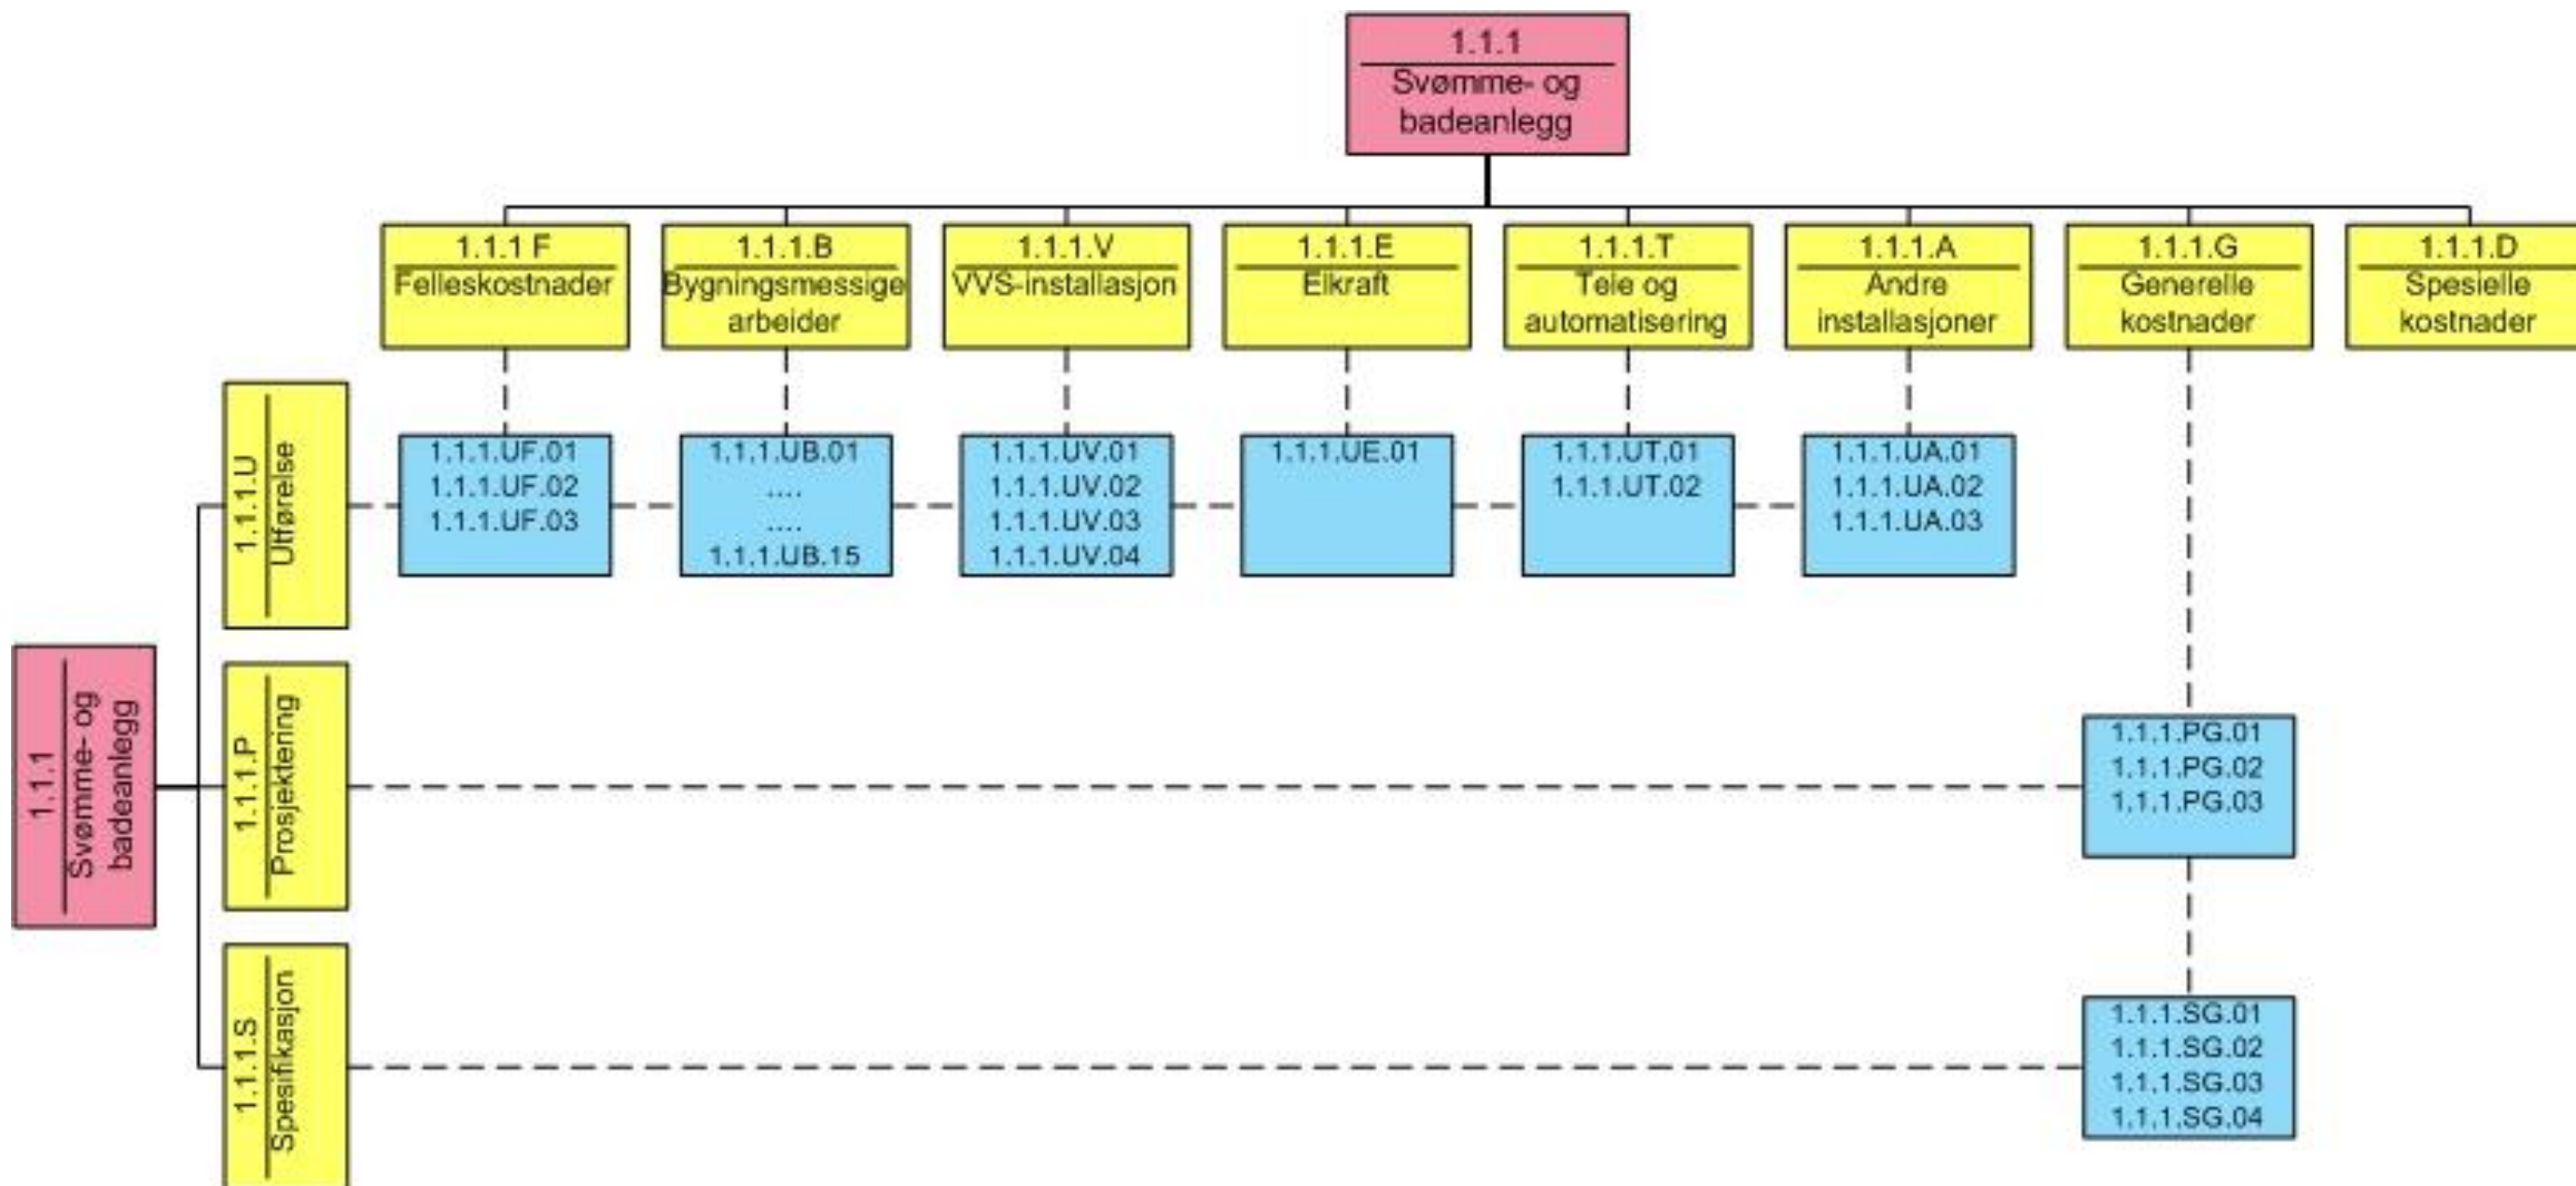 1.1.1
Svømme- og
badeanlegg
1.1.1 F
Felleskostnader
1.1.1.B
Bygningsmessige
arbeider
1.1.1.V
VVS-installasjon
1.1.1.E
Elkraft
1.1.1.T
Tele og
automatisering
1.1.1.A
Andre
installasjoner
1.1.1.G
Generelle
kostnader
1.1.1.D
Spesielle
kostnader
1.1.1.U
Utførelse
1.1.1.UF.01
1.1.1.UF.02
1.1.1.UF.03
1.1.1.UB.01
....
....
1.1.1.UB.15
1.1.1.UV.01
1.1.1.UV.02
1.1.1.UV.03
1.1.1.UV.04
1.1.1.UE.01
1.1.1.UT.01
1.1.1.UT.02
1.1.1.UA.01
1.1.1.UA.02
1.1.1.UA.03
1.1.1
Svømme- og
badeanlegg
1.1.1.P
Prosjektering
1.1.1.PG.01
1.1.1.PG.02
1.1.1.PG.03
1.1.1.S
Spesifikasjon
1.1.1.SG.01
1.1.1.SG.02
1.1.1.SG.03
1.1.1.SG.04